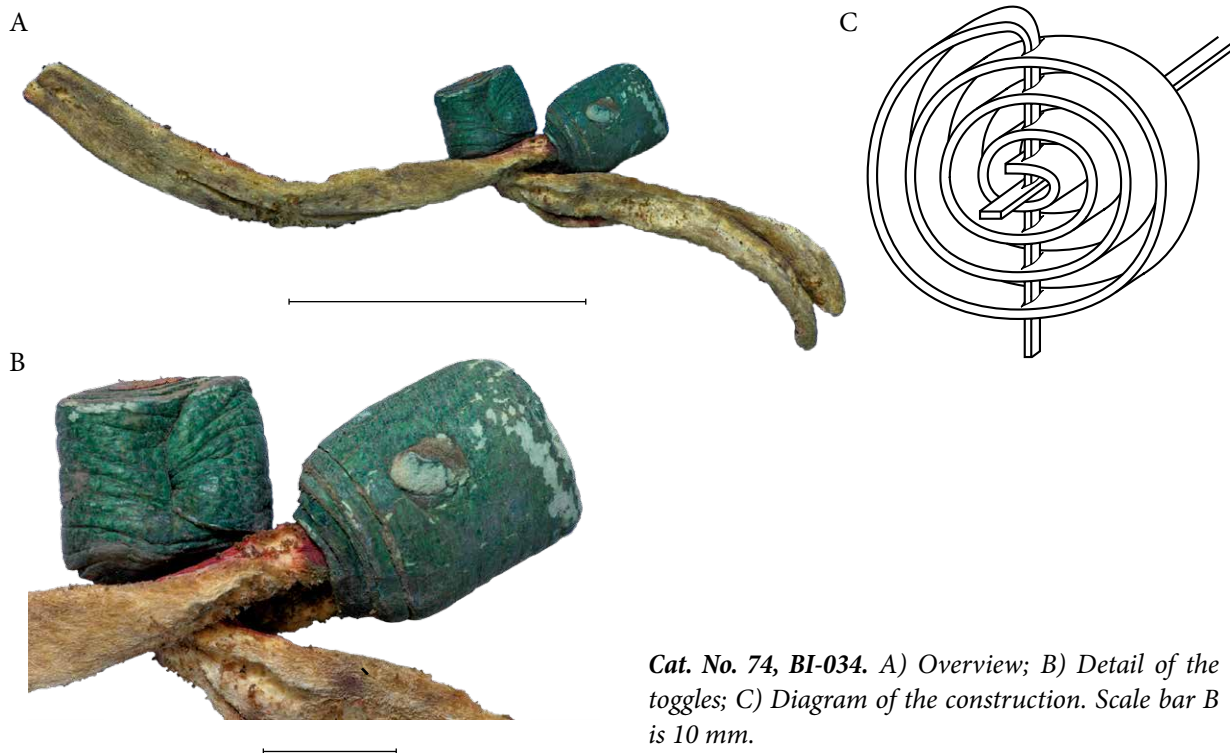 A
C
B
Cat. No. 74, BI-034. A) Overview; B) Detail of the
toggles; C) Diagram of the construction. Scale bar B
is 10 mm.